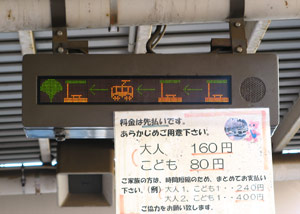 料金は先払いです。
あらかじめご用意下さい。
大人 160円
こども 80円
ご家族の方は、時間短縮のため、まとめてお支払い
下さい。(例)大人1、こども1・・240円
大人2、こども1・・400円
ご協力をお願い致します。